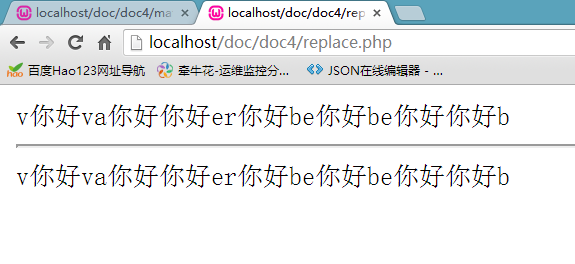 localhost/doc/doc4/ma
localhost/doc/doc4/rep
localhost/doc/doc4/replace.php
hao 百度Hao123网址导航 牵牛花-运维监控分... JSON在线编辑器 - ...
v你好va你好你好er你好be你好be你好你好b
v你好va你好你好er你好be你好be你好你好b